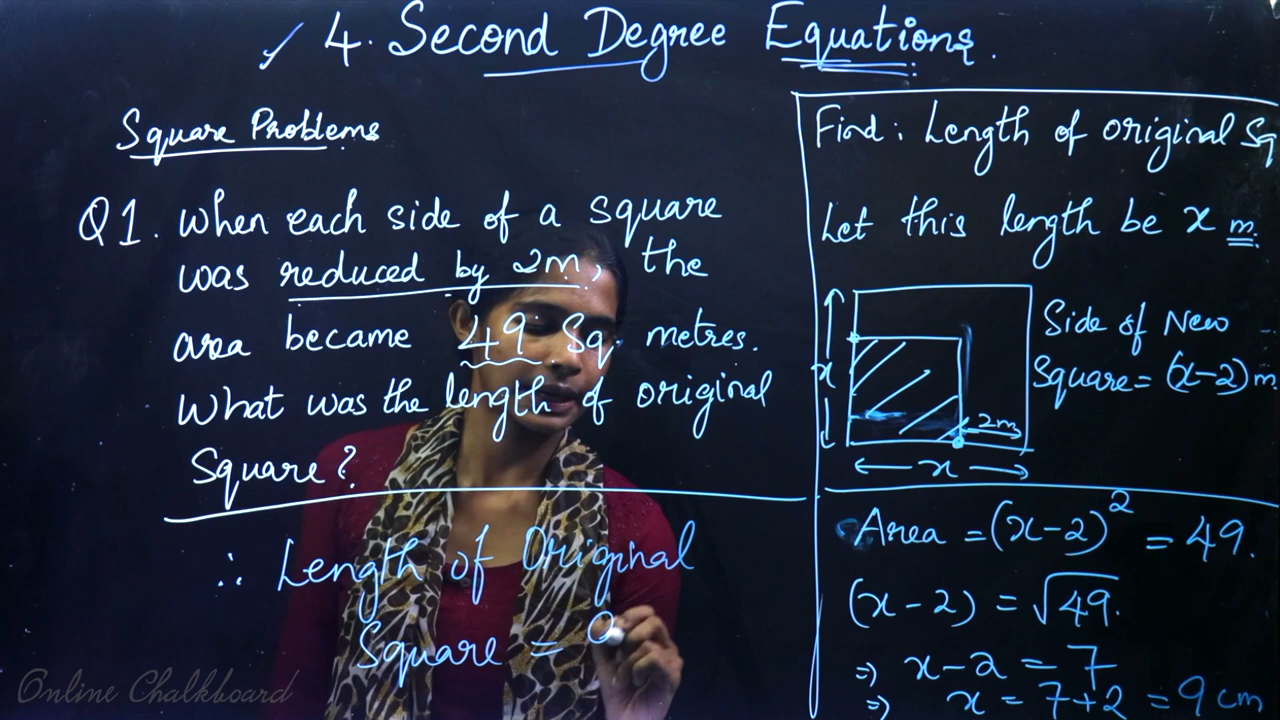 ✓ 4. Second Degree Equations.
Square Problems
Q1. When each side of a square
was reduced by 2m, the
area became 49 Sq. metres.
What was the length of original
Square?
∴ Length of Original
Square =
Find: Length of original Sq
Let this length be x m.
x
2m
x
Side of New
Square = (x-2) m
Area = (x-2)² = 49.
(x-2) = √49.
⇒ x-2 = 7
⇒ x = 7+2 = 9 cm
Online Chalkboard